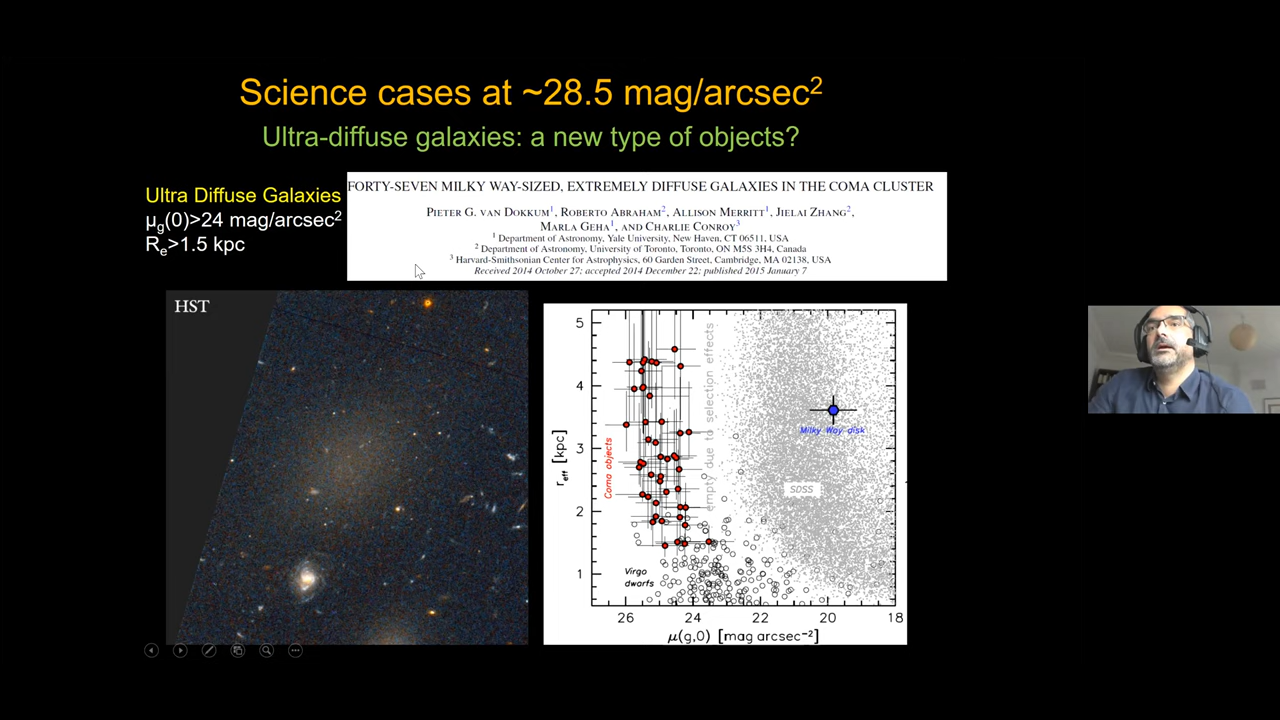 Science cases at ~28.5 mag/arcsec²
Ultra-diffuse galaxies: a new type of objects?
Ultra Diffuse Galaxies
μg(0)>24 mag/arcsec²
Re>1.5 kpc
FORTY-SEVEN MILKY WAY-SIZED, EXTREMELY DIFFUSE GALAXIES IN THE COMA CLUSTER
PIETER G. VAN DOKKUM¹, ROBERTO ABRAHAM², ALLISON MERRITT¹, JIELAI ZHANG²,
MARLA GEHA¹, AND CHARLIE CONROY³
¹ Department of Astronomy, Yale University, New Haven, CT 06511, USA
² Department of Astronomy, University of Toronto, Toronto, ON M5S 3H4, Canada
³ Harvard-Smithsonian Center for Astrophysics, 60 Garden Street, Cambridge, MA 02138, USA
Received 2014 October 27; accepted 2014 December 22; published 2015 January 7
HST
5
4
3
2
1
reff [kpc]
Coma objects
empty due to selection effects
Milky Way disk
SDSS
Virgo
dwarfs
26 24 22 20 18
μ(g,0) [mag arcsec⁻²]